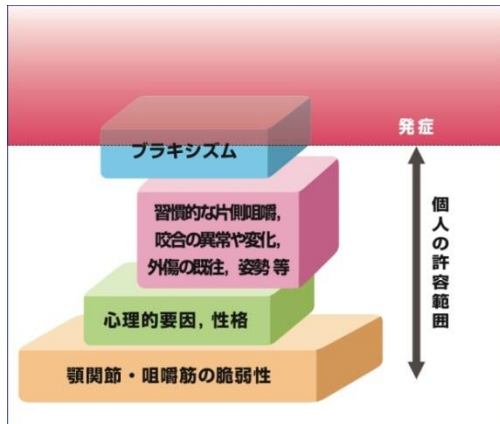 発症
ブラキシズム
習慣的な片側咀嚼,
咬合の異常や変化,
外傷の既往, 姿勢 等
心理的要因, 性格
顎関節・咀嚼筋の脆弱性
個人の許容範囲